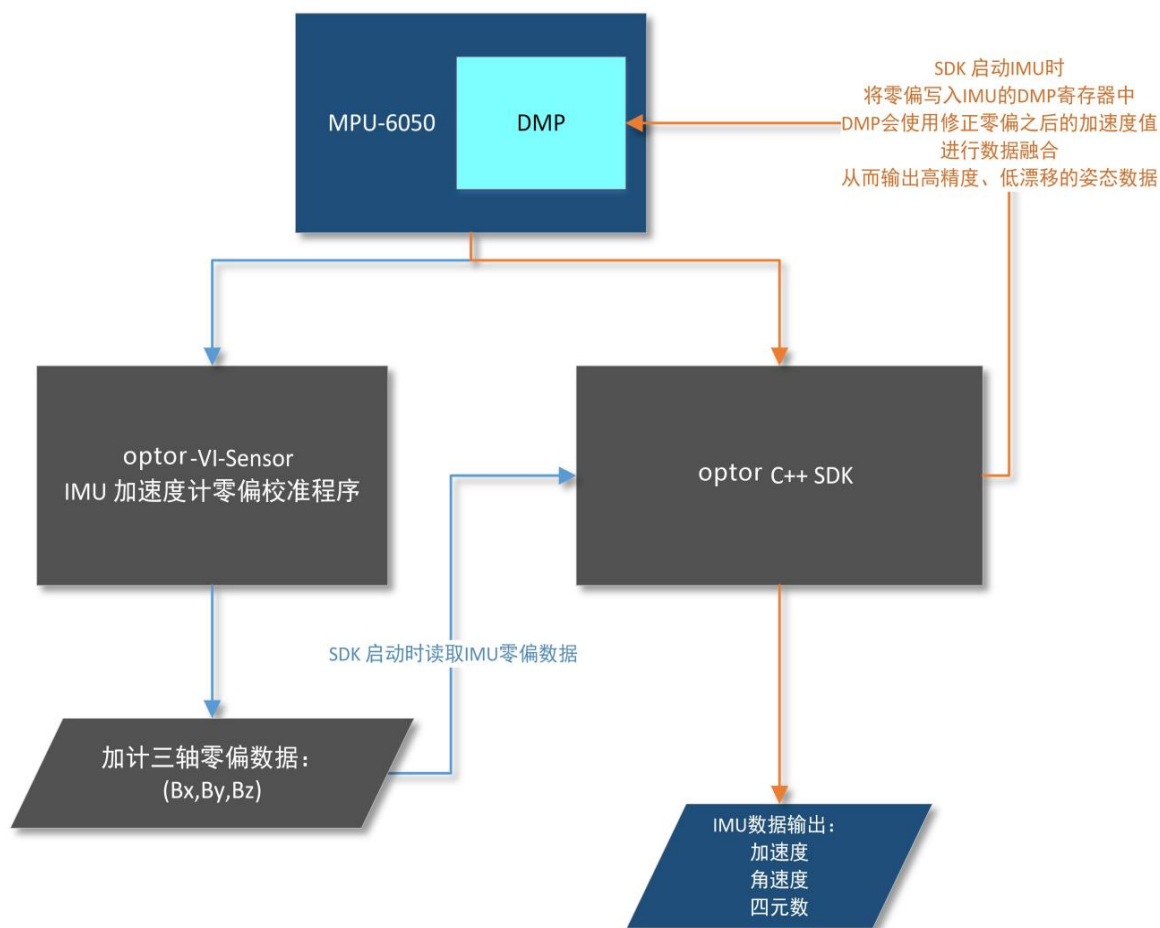 MPU-6050
DMP
SDK 启动IMU时
将零偏写入IMU的DMP寄存器中
DMP会使用修正零偏之后的加速度值
进行数据融合
从而输出高精度、低漂移的姿态数据
optor-VI-Sensor
IMU 加速度计零偏校准程序
optor C++ SDK
SDK 启动时读取IMU零偏数据
加计三轴零偏数据：
(Bx,By,Bz)
IMU数据输出：
加速度
角速度
四元数